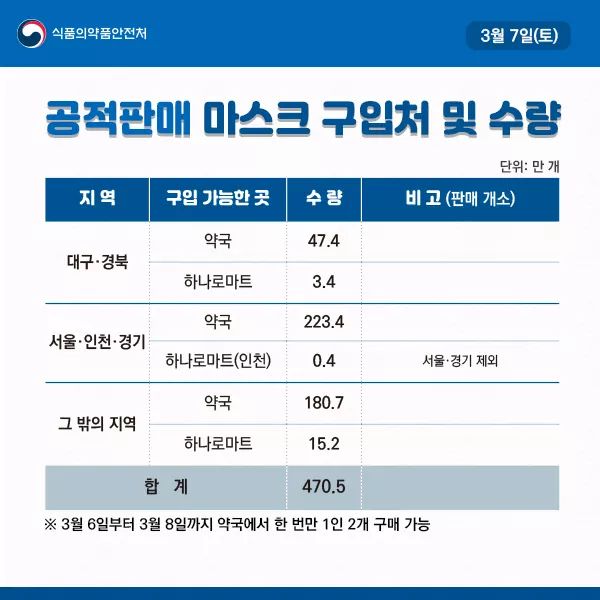 식품의약품안전처
3월 7일(토)
공적판매 마스크 구입처 및 수량
단위: 만 개
지 역 구입 가능한 곳 수 량 비 고 (판매 개소)
대구·경북
약국 47.4
하나로마트 3.4
서울·인천·경기
약국 223.4
하나로마트(인천) 0.4 서울·경기 제외
그 밖의 지역
약국 180.7
하나로마트 15.2
합 계 470.5
※ 3월 6일부터 3월 8일까지 약국에서 한 번만 1인 2개 구매 가능